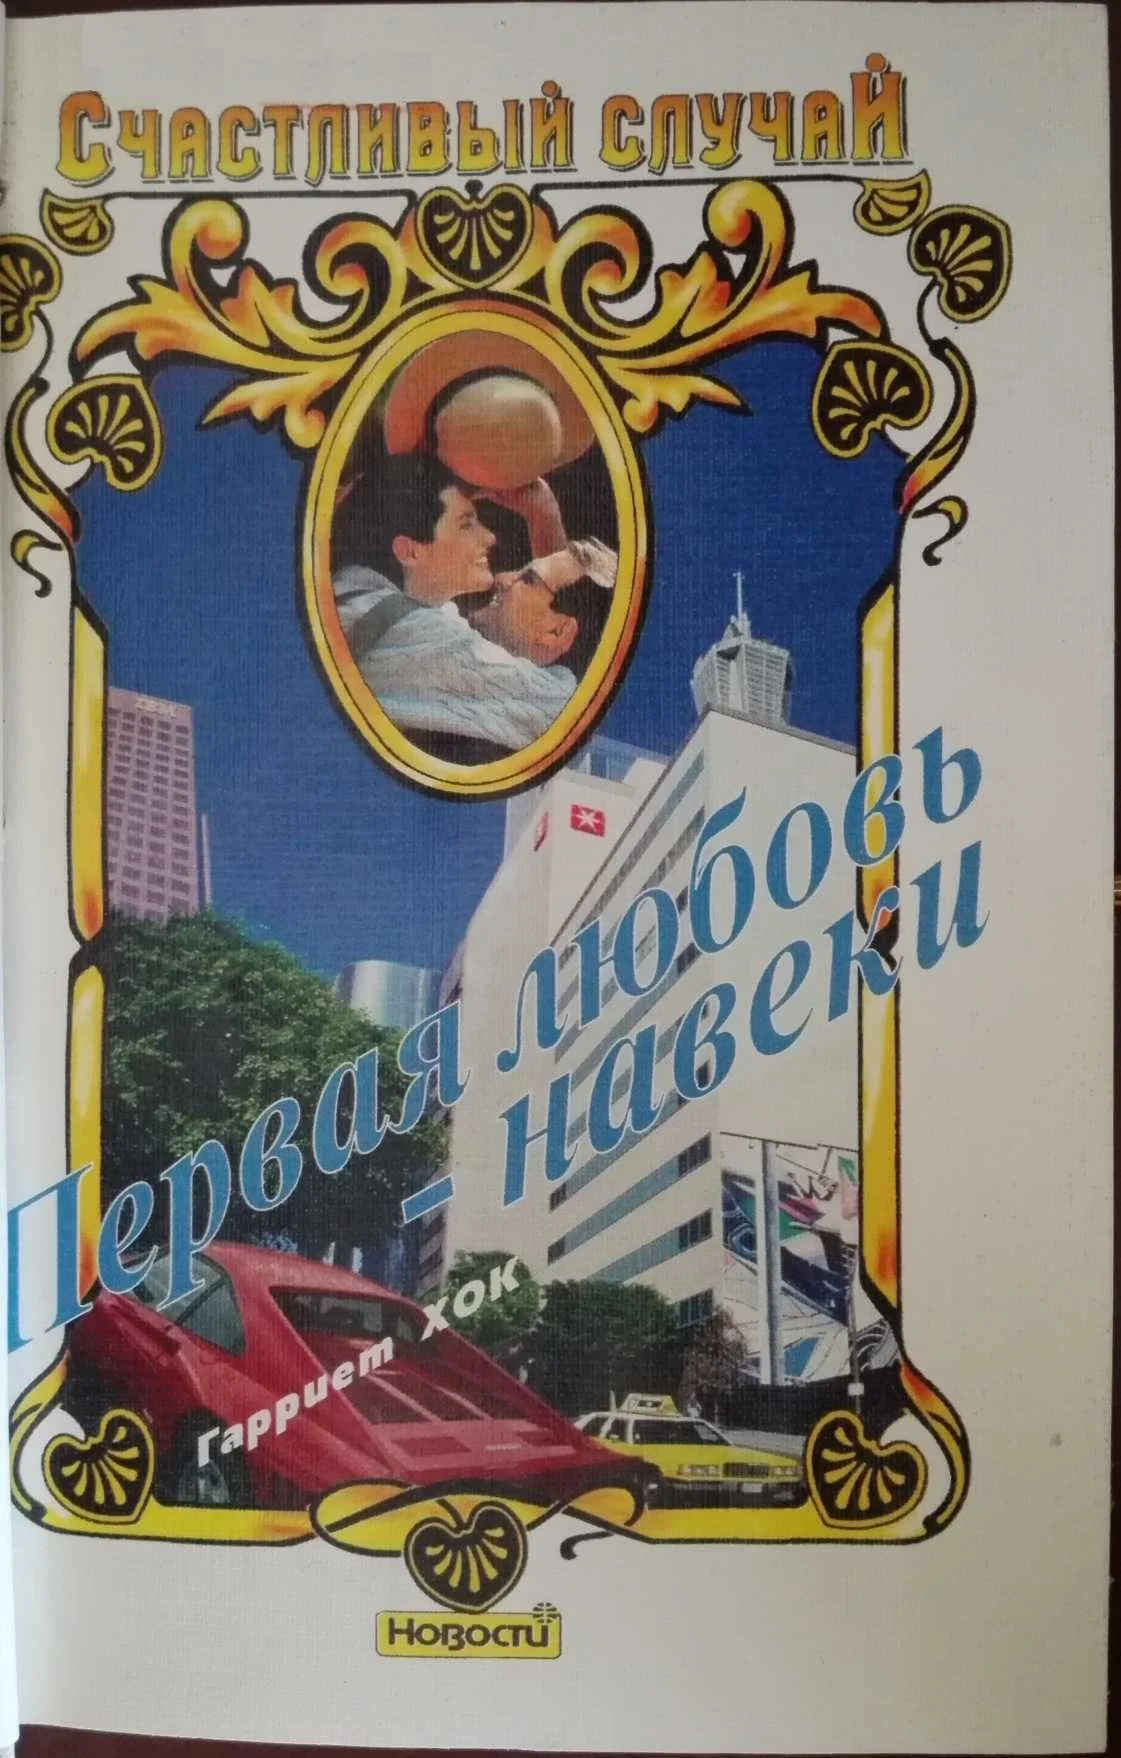 Счастливый случай
Первая любовь
- навеки
Гарриет ХОК
Новости